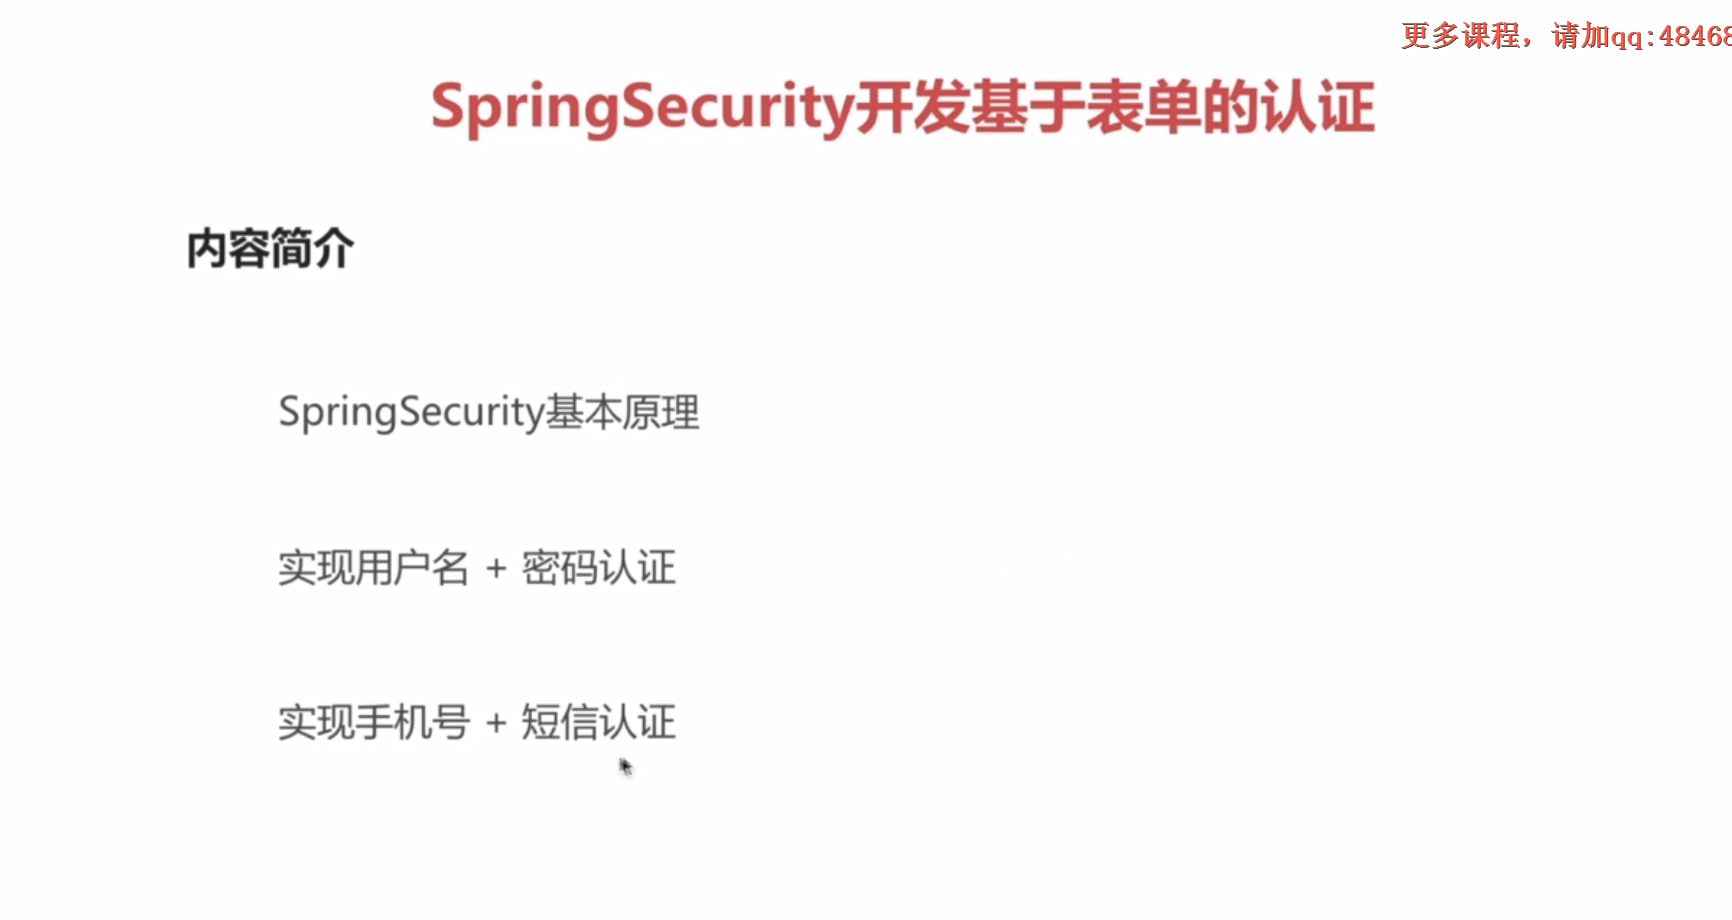 更多课程，请加qq:48468
SpringSecurity开发基于表单的认证
内容简介
SpringSecurity基本原理
实现用户名 + 密码认证
实现手机号 + 短信认证